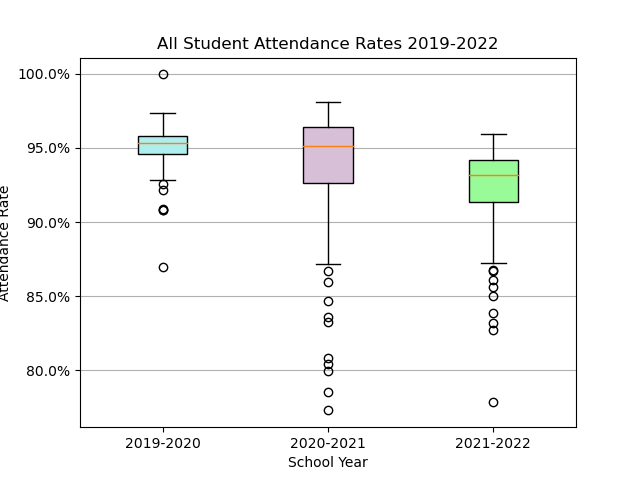 All Student Attendance Rates 2019-2022
100.0%
95.0%
90.0%
85.0%
80.0%
Attendance Rate
2019-2020
2020-2021
2021-2022
School Year